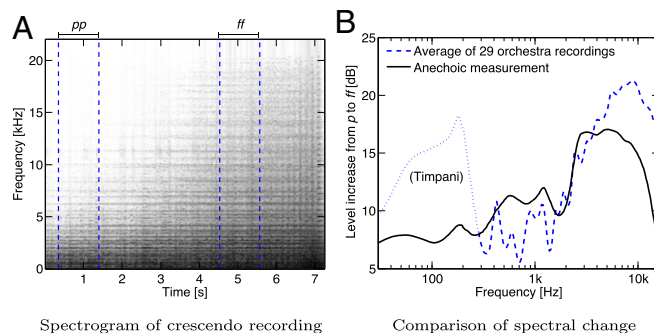 A
pp
ff
Frequency [kHz]
20
15
10
5
0
1 2 3 4 5 6 7
Time [s]
Spectrogram of crescendo recording
B
Average of 29 orchestra recordings
Anechoic measurement
(Timpani)
Level increase from p to ff [dB]
25
20
15
10
5
100 1k 10k
Frequency [Hz]
Comparison of spectral change